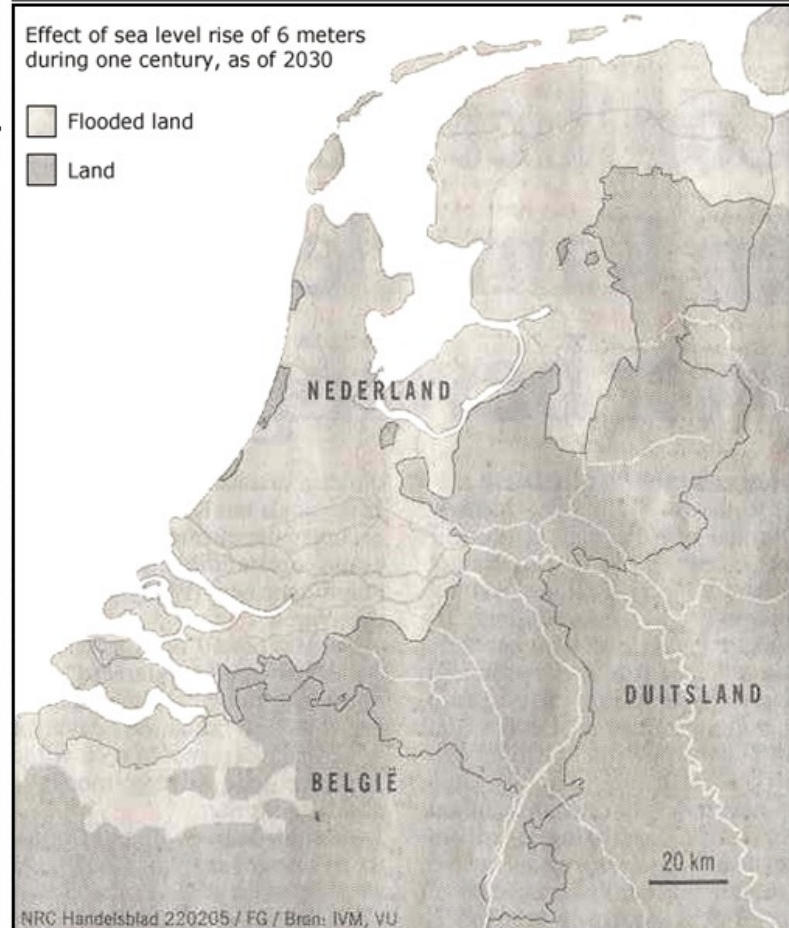 Effect of sea level rise of 6 meters
during one century, as of 2030
Flooded land
Land
NEDERLAND
DUITSLAND
BELGIË
20 km
NRC Handelsblad 220205 / FG / Bron: IVM, VU